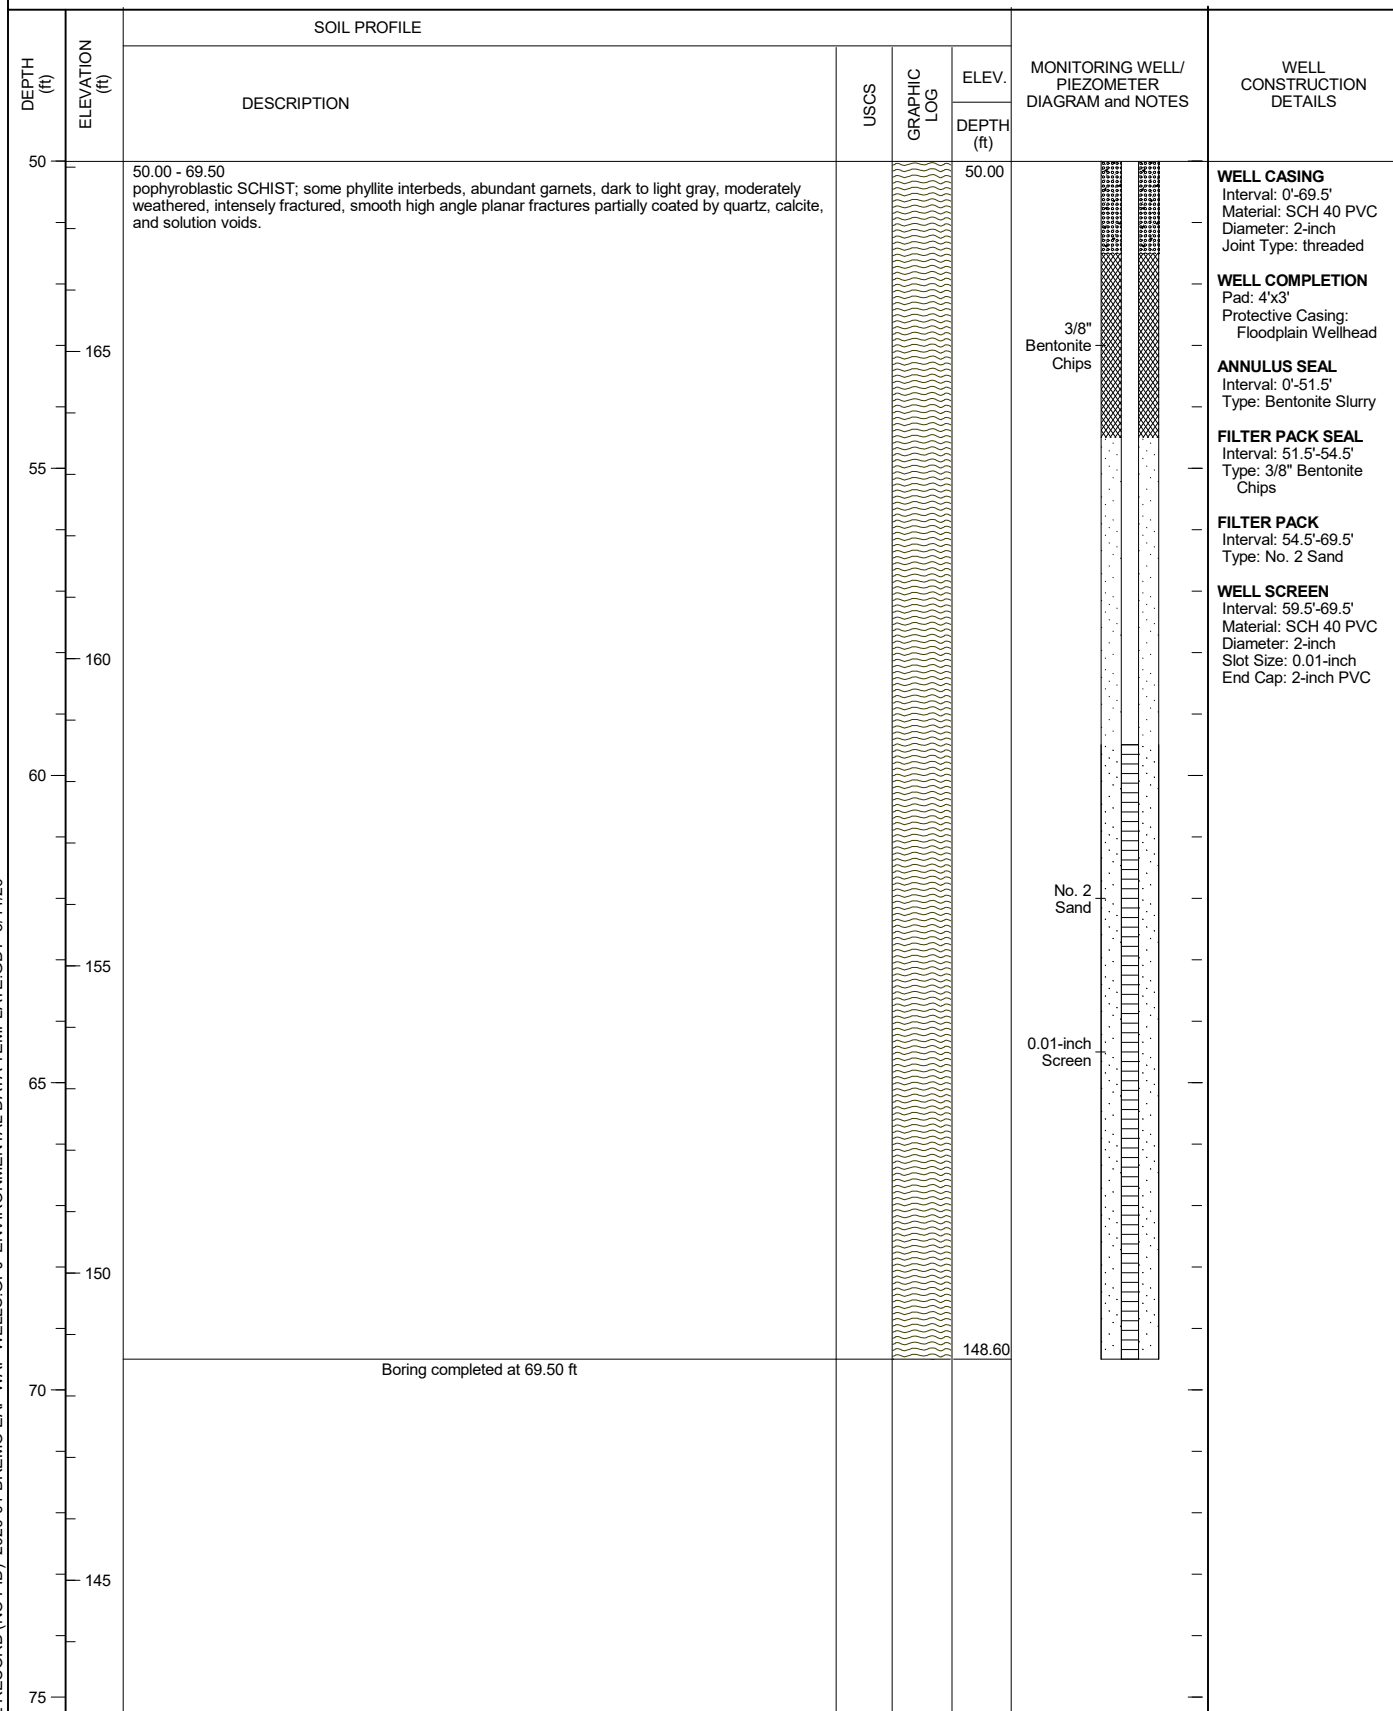 SOIL PROFILE
DEPTH
(ft)
ELEVATION
(ft)
DESCRIPTION
USCS
GRAPHIC
LOG
ELEV.
DEPTH
(ft)
MONITORING WELL/
PIEZOMETER
DIAGRAM and NOTES
WELL
CONSTRUCTION
DETAILS
50
50.00 - 69.50
pophyroblastic SCHIST; some phyllite interbeds, abundant garnets, dark to light gray, moderately
weathered, intensely fractured, smooth high angle planar fractures partially coated by quartz, calcite,
and solution voids.
50.00
165
55
160
60
155
65
150
148.60
Boring completed at 69.50 ft
70
145
75
3/8"
Bentonite
Chips
No. 2
Sand
0.01-inch
Screen
WELL CASING
Interval: 0'-69.5'
Material: SCH 40 PVC
Diameter: 2-inch
Joint Type: threaded
WELL COMPLETION
Pad: 4'x3'
Protective Casing:
Floodplain Wellhead
ANNULUS SEAL
Interval: 0'-51.5'
Type: Bentonite Slurry
FILTER PACK SEAL
Interval: 51.5'-54.5'
Type: 3/8" Bentonite
Chips
FILTER PACK
Interval: 54.5'-69.5'
Type: No. 2 Sand
WELL SCREEN
Interval: 59.5'-69.5'
Material: SCH 40 PVC
Diameter: 2-inch
Slot Size: 0.01-inch
End Cap: 2-inch PVC